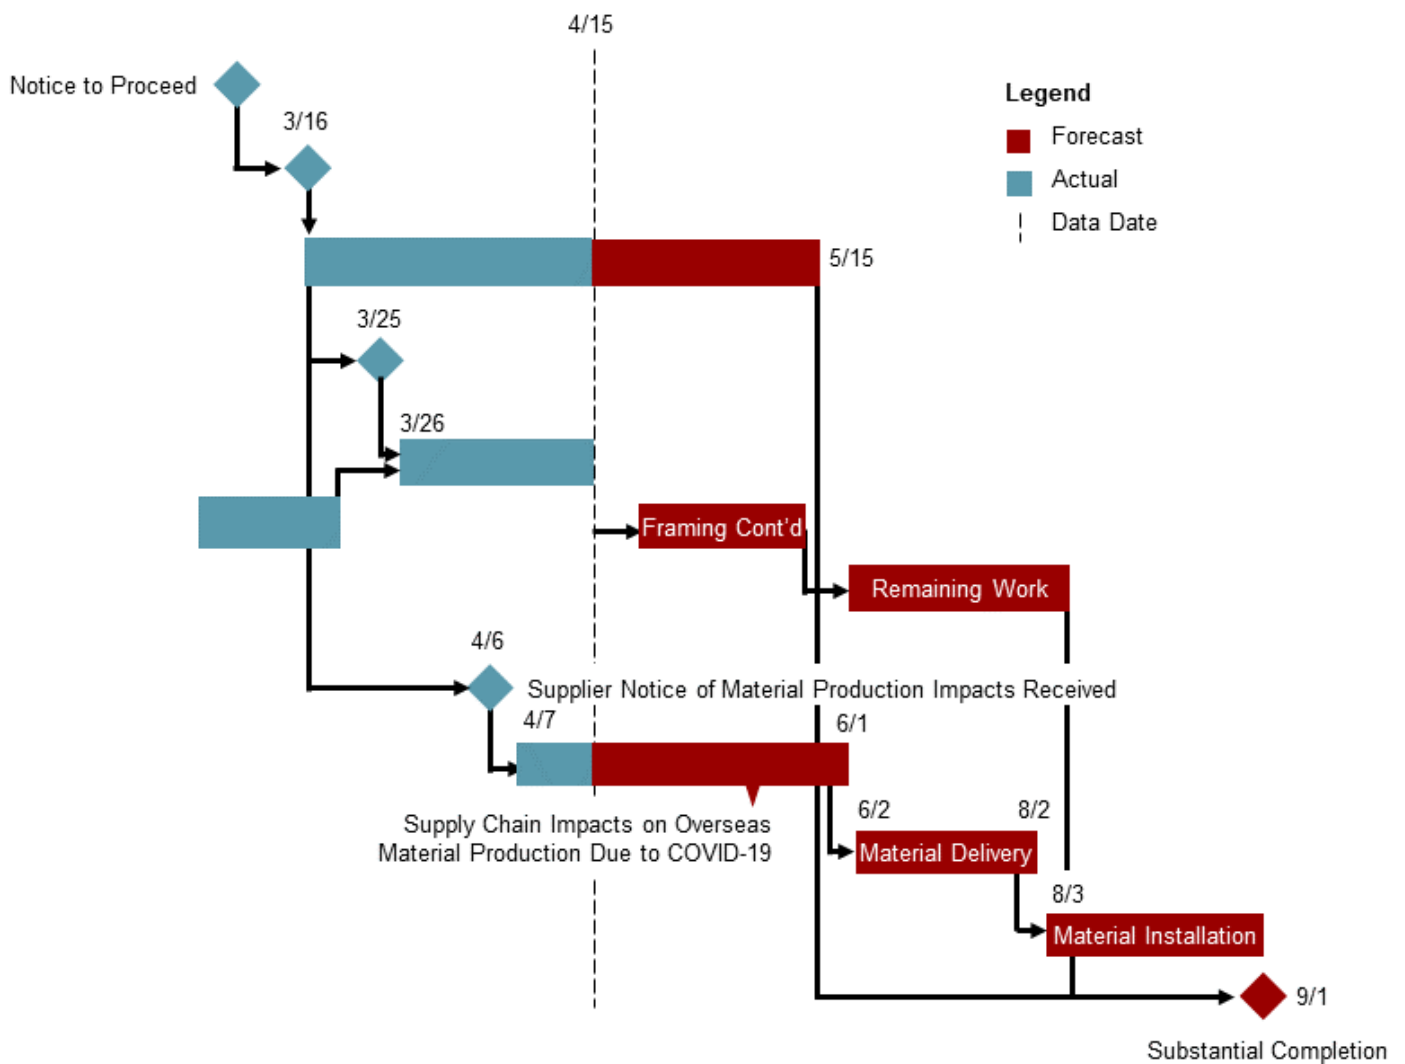 4/15
Notice to Proceed
Legend
3/16
Forecast
Actual
Data Date
5/15
3/25
3/26
Framing Cont'd
Remaining Work
4/6
Supplier Notice of Material Production Impacts Received
4/7
6/1
Supply Chain Impacts on Overseas
Material Production Due to COVID-19
6/2
8/2
Material Delivery
8/3
Material Installation
9/1
Substantial Completion